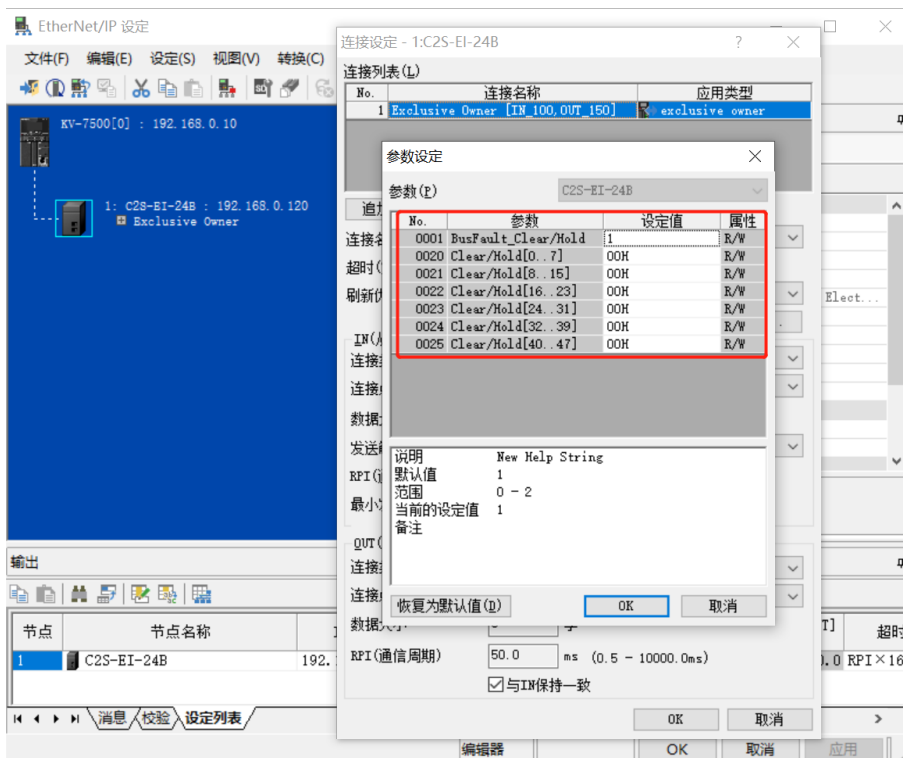 EtherNet/IP 设定
文件(F) 编辑(E) 设定(S) 视图(V) 转换(C)
KV-7500[0] : 192.168.0.10
1: C2S-EI-24B : 192.168.0.120
Exclusive Owner
连接设定 - 1:C2S-EI-24B
连接列表(L)
No. 连接名称 应用类型
1 Exclusive Owner [IN_100,OUT_150] exclusive owner
参数设定
参数(P) C2S-EI-24B
No. 参数 设定值 属性
0001 BusFault_Clear/Hold 1 R/W
0020 Clear/Hold[0..7] 00H R/W
0021 Clear/Hold[8..15] 00H R/W
0022 Clear/Hold[16..23] 00H R/W
0023 Clear/Hold[24..31] 00H R/W
0024 Clear/Hold[32..39] 00H R/W
0025 Clear/Hold[40..47] 00H R/W
说明 New Help String
默认值 1
范围 0 - 2
当前的设定值 1
备注
恢复为默认值(D) OK 取消
追
连接
超时(
刷新
IN(
连接
连接
数据
发送
RPI(
最小
OUT(
连接
连接
数据
RPI(通信周期) 50.0 ms (0.5 - 10000.0ms)
与IN保持一致
OK 取消
Elect...
输出
节点 节点名称 超时
1 C2S-EI-24B 192.
.0 RPI×16
消息 校验 设定列表
编辑器 OK 取消 应用